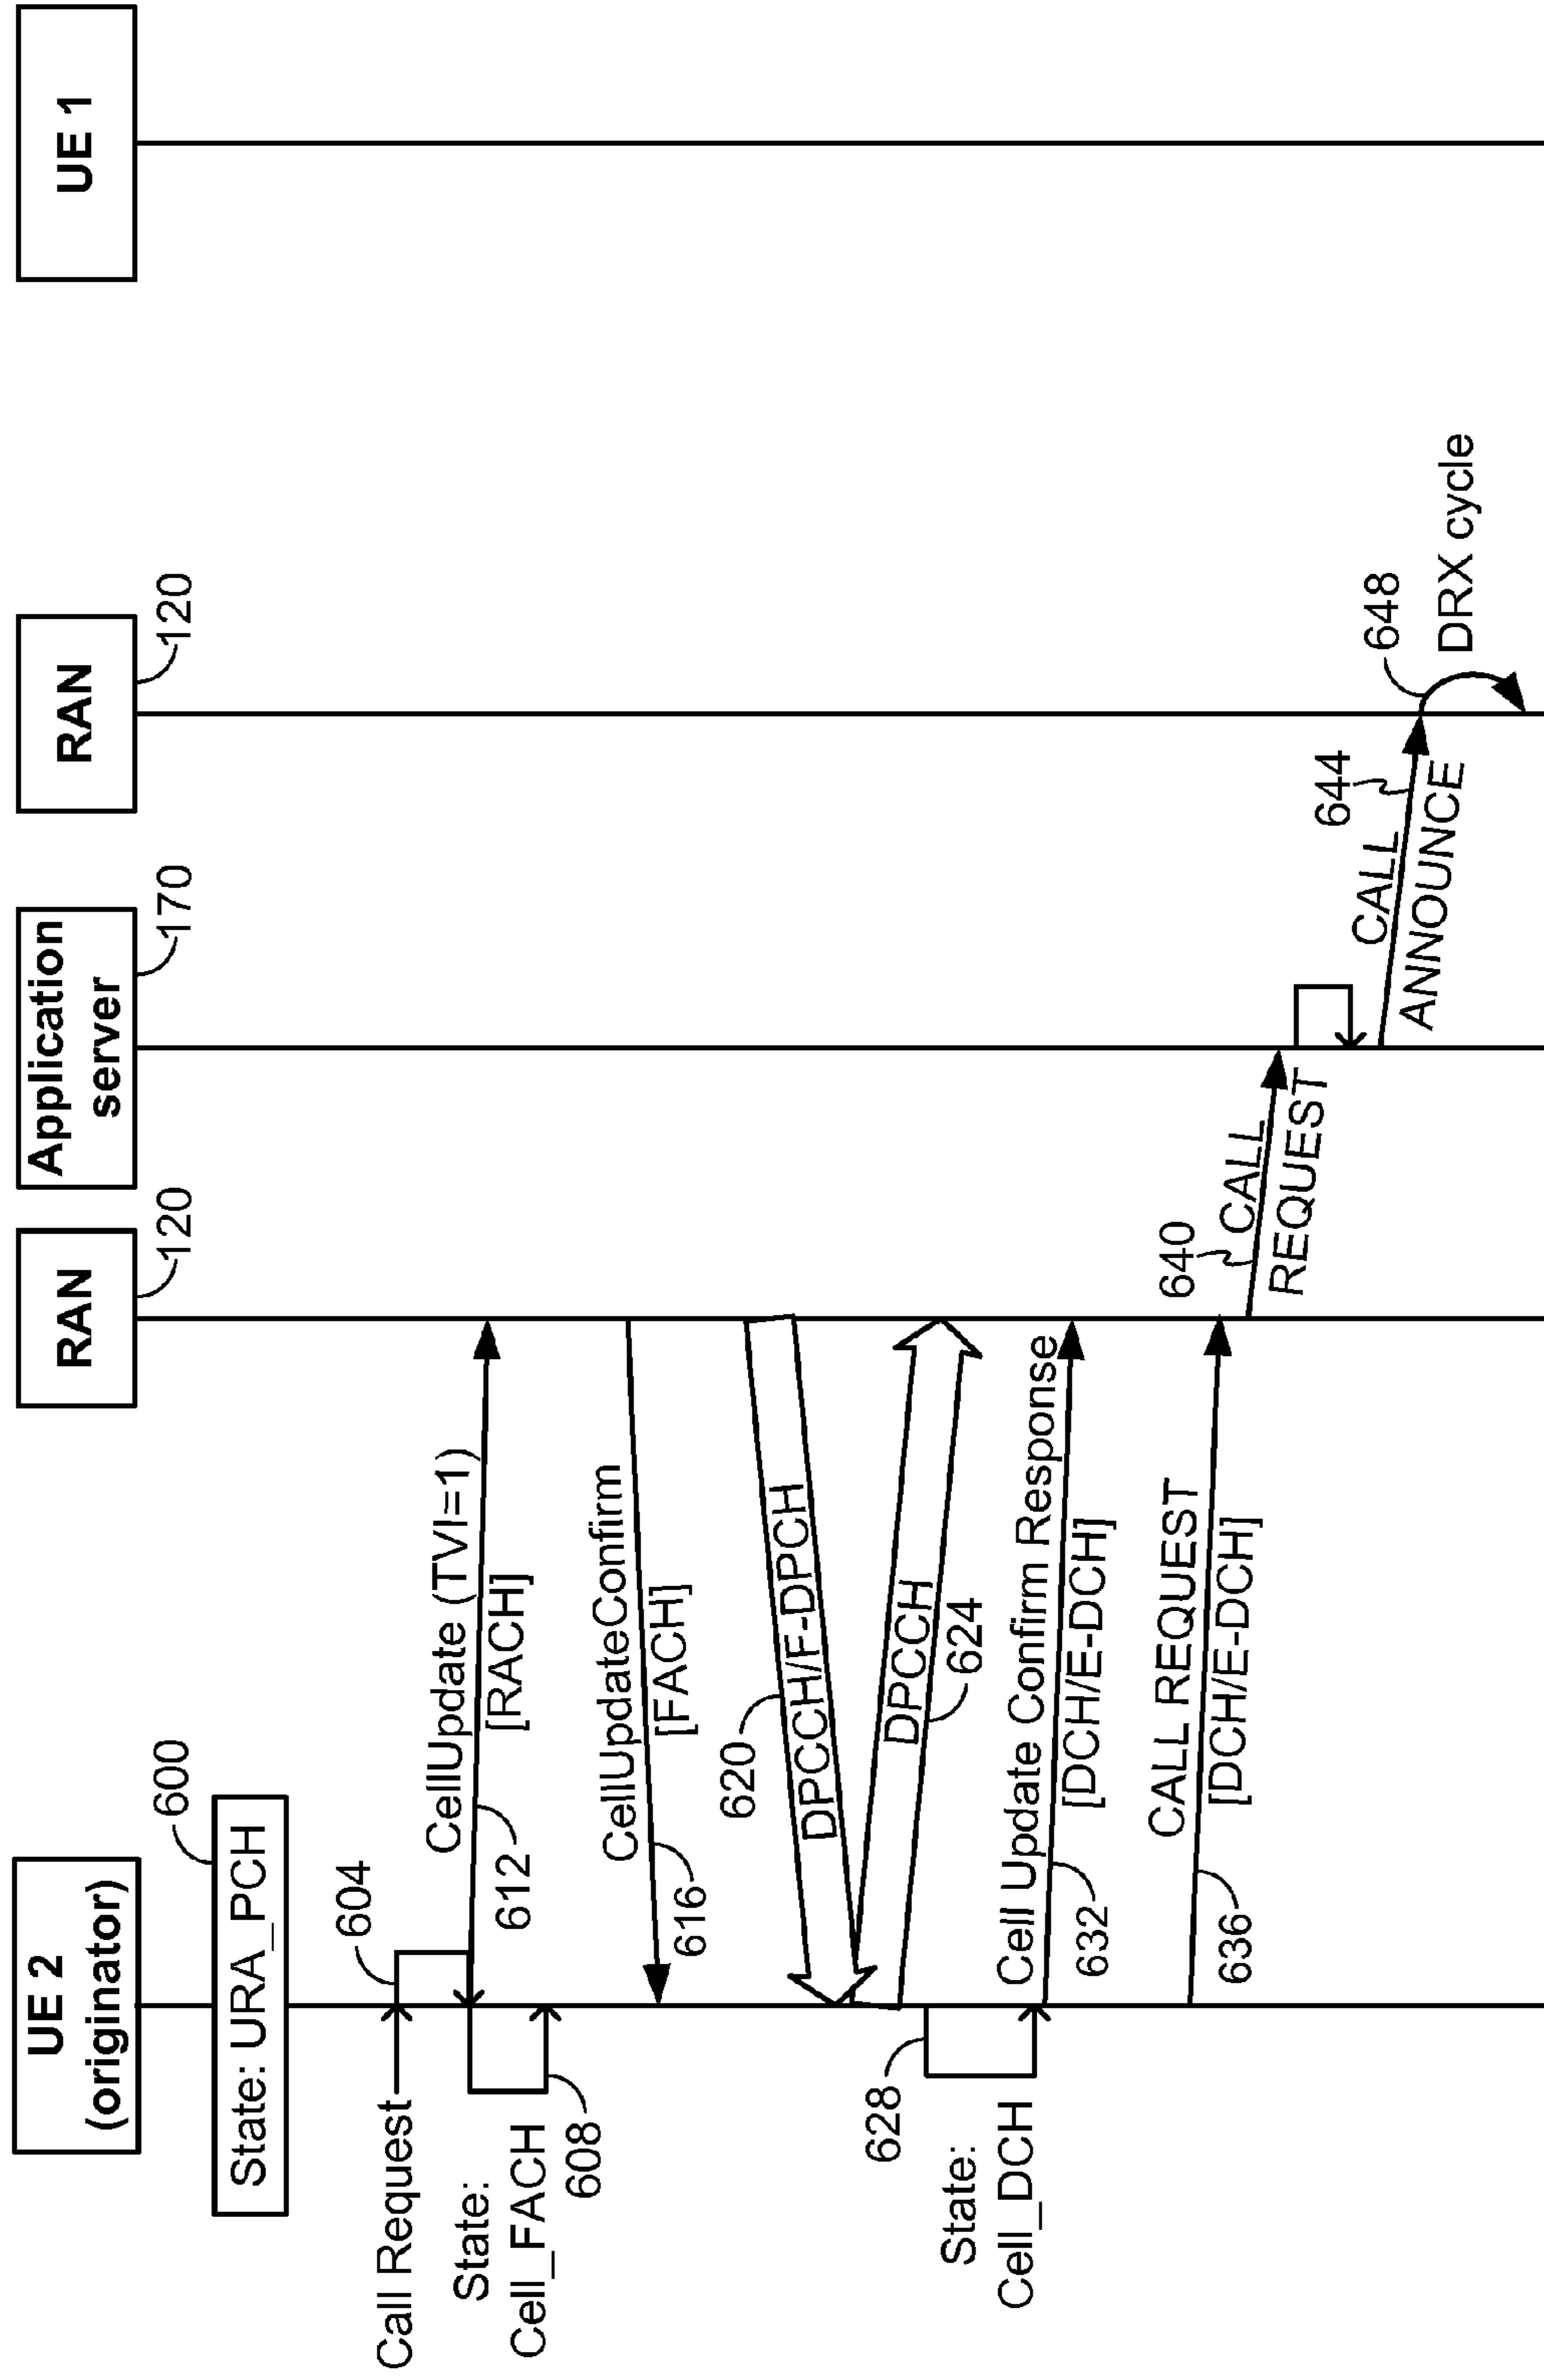 UE 2
(originator)
RAN
120
Application
server
170
RAN
120
UE 1
600
State: URA_PCH
604
Call Request
State:
Cell_FACH
608
CellUpdate (TVI=1)
[RACH]
612
CellUpdateConfirm
[FACH]
616
620
DPCCH/F-DPCH
DPCCH
624
628
State:
Cell_DCH
Cell Update Confirm Response
[DCH/E-DCH]
632
CALL REQUEST
[DCH/E-DCH]
636
640
CALL
REQUEST
644
CALL
ANNOUNCE
648
DRX cycle